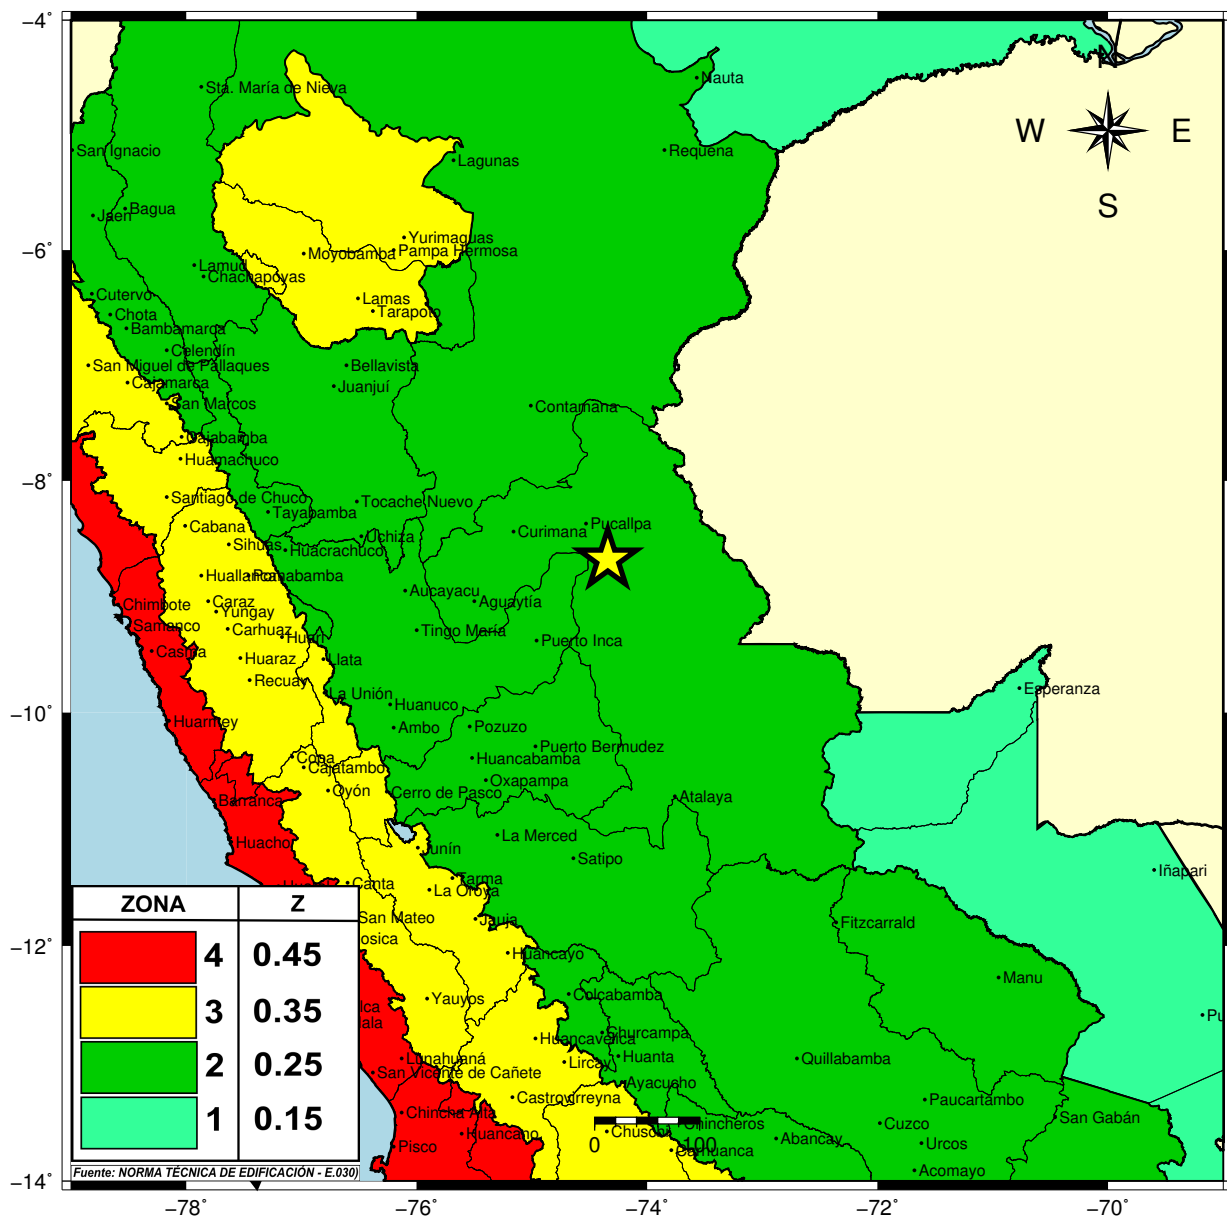 −4˚
N
Nauta
Sta. María de Nieva
W
E
San Ignacio
Lagunas
Requena
S
Jaén
Bagua
−6˚
Yurimaguas
Moyobamba
Pampa Hermosa
Lamud
Chachapoyas
Cutervo
Lamas
Chota
Tarapoto
Bambamarca
Celendín
San Miguel de Pallaques
Bellavista
Cajamarca
Juanjuí
San Marcos
Contamana
Cajabamba
Huamachuco
−8˚
Santiago de Chuco
Tocache Nuevo
Tayabamba
Cabana
Pucallpa
Curimana
Uchiza
Sihuas
Huacrachuco
Huallanca
Pomabamba
Aucayacu
Aguaytía
Chimbote
Caraz
Yungay
Samanco
Carhuaz
Tingo María
Huari
Puerto Inca
Casma
Huaraz
Llata
Recuay
Esperanza
La Unión
Huanuco
−10˚
Huarmey
Ambo
Pozuzo
Puerto Bermudez
Copa
Cajatambo
Huancabamba
Oxapampa
Oyón
Cerro de Pasco
Barranca
Atalaya
Huacho
La Merced
Junín
Satipo
Iñapari
Canta
Tarma
La Oroya
San Mateo
Jauja
Fitzcarrald
osica
−12˚
Huancayo
Manu
Colcabamba
Yauyos
lca
Pu
ala
Churcampa
Huancavelica
Huanta
Lircay
Quillabamba
Lunahuaná
San Vicente de Cañete
Ayacucho
Castrovirreyna
Paucartambo
Chincha Alta
San Gabán
Chincheros
Cuzco
Huancano
Chuschi
Abancay
Pisco
Urcos
Carhuanca
Acomayo
0
100
ZONA Z
4 0.45
3 0.35
2 0.25
1 0.15
Fuente: NORMA TÉCNICA DE EDIFICACIÓN - E.030)
−14˚
−78˚ −76˚ −74˚ −72˚ −70˚